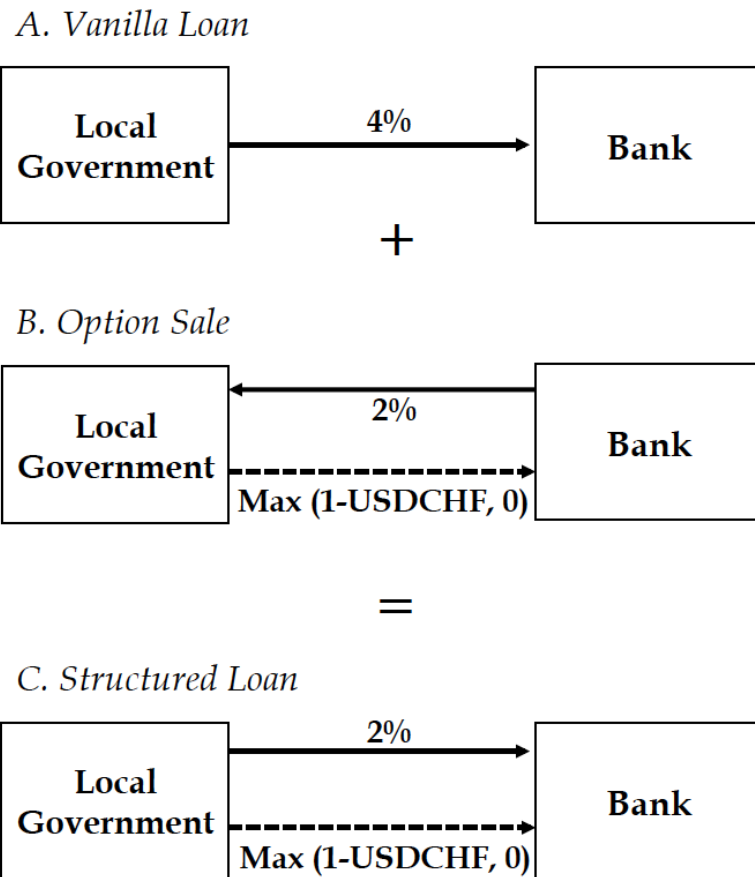 A. Vanilla Loan
Local
Government
4%
Bank
+
B. Option Sale
Local
Government
2%
Max (1-USDCHF, 0)
Bank
=
C. Structured Loan
Local
Government
2%
Max (1-USDCHF, 0)
Bank